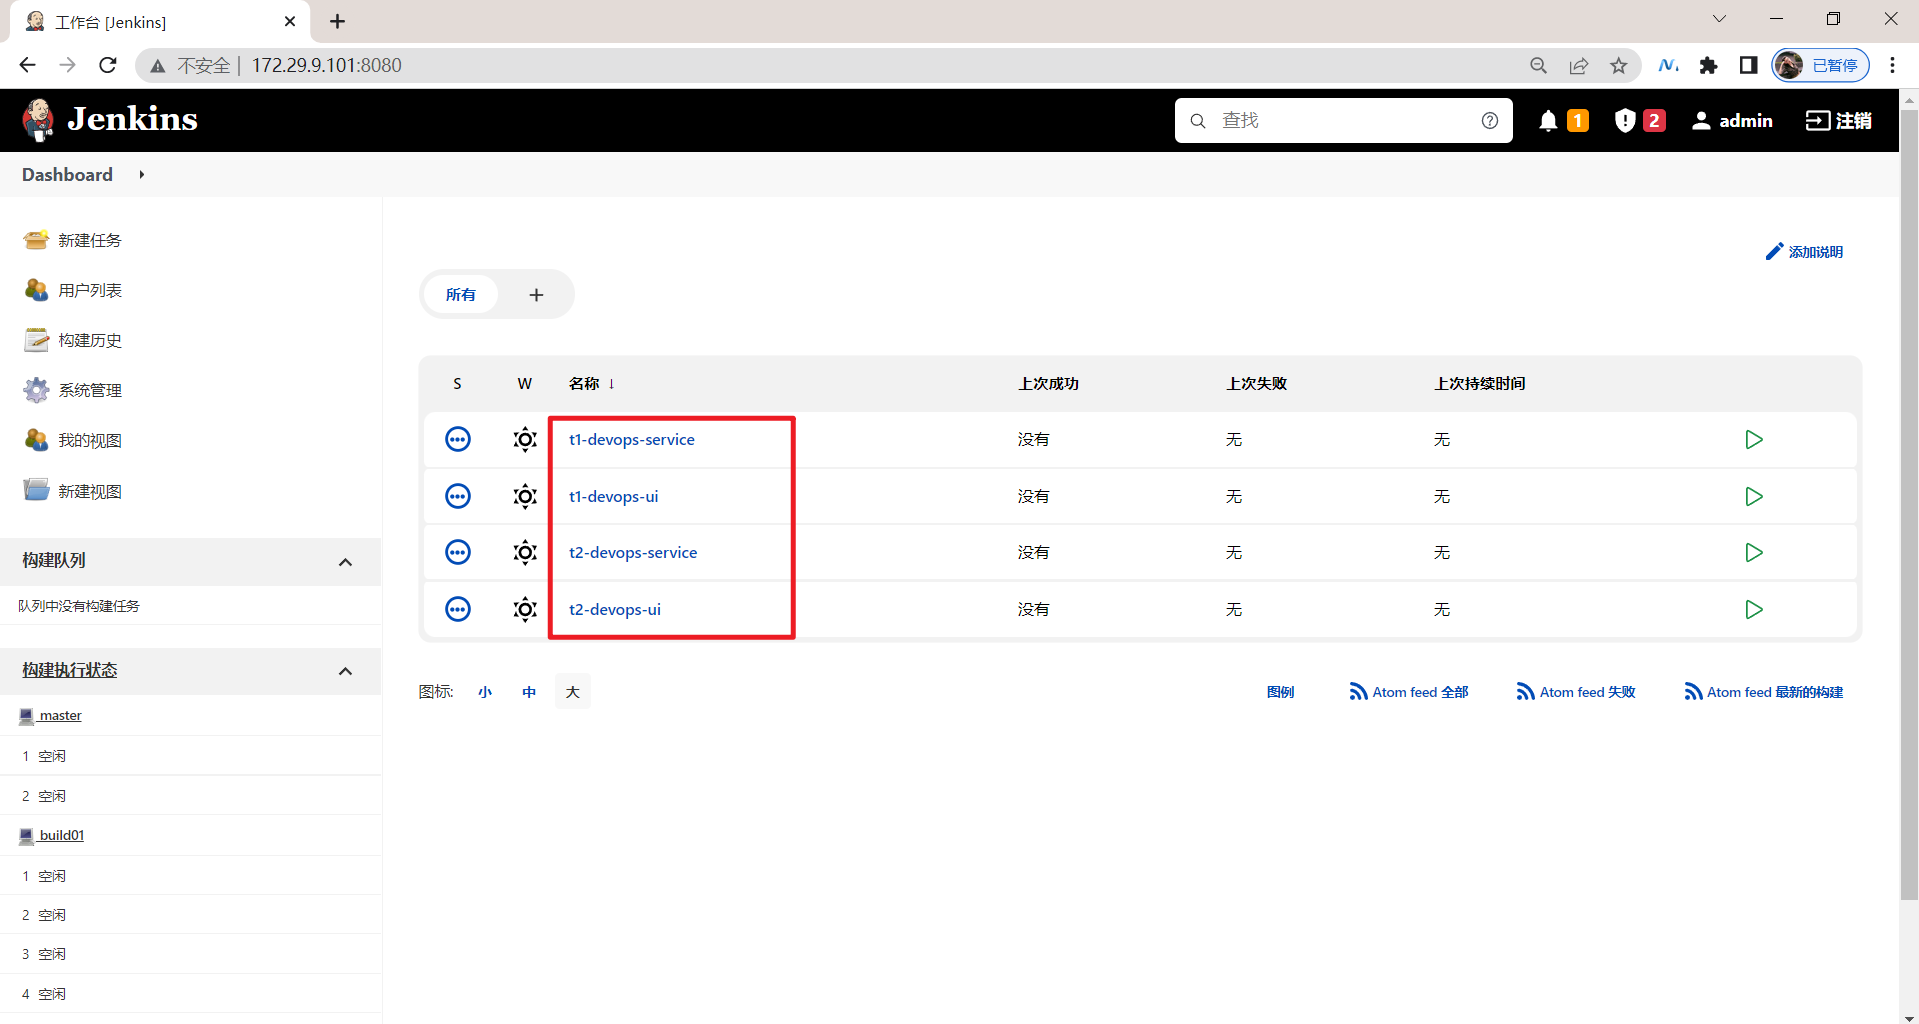 工作台 [Jenkins]
不安全 | 172.29.9.101:8080
已暂停
Jenkins
查找
1
2
admin
注销
Dashboard
新建任务
用户列表
构建历史
系统管理
我的视图
新建视图
构建队列
队列中没有构建任务
构建执行状态
master
1 空闲
2 空闲
build01
1 空闲
2 空闲
3 空闲
4 空闲
添加说明
所有 +
S W 名称 ↓ 上次成功 上次失败 上次持续时间
t1-devops-service 没有 无 无
t1-devops-ui 没有 无 无
t2-devops-service 没有 无 无
t2-devops-ui 没有 无 无
图标: 小 中 大
图例 Atom feed 全部 Atom feed 失败 Atom feed 最新的构建